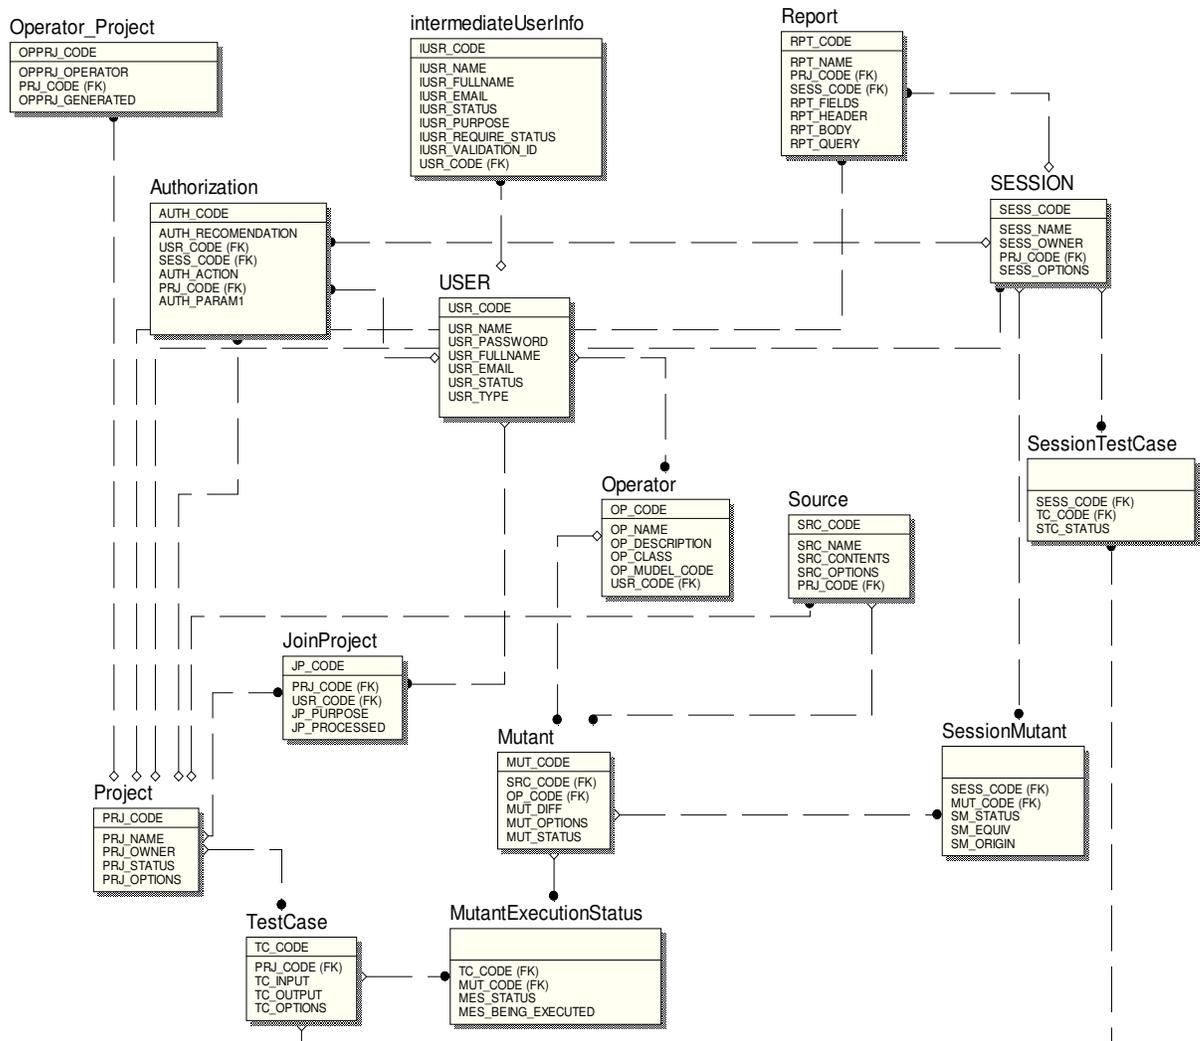 Operator_Project
OPPRJ_CODE
OPPRJ_OPERATOR
PRJ_CODE (FK)
OPPRJ_GENERATED
intermediateUserInfo
IUSR_CODE
IUSR_NAME
IUSR_FULLNAME
IUSR_EMAIL
IUSR_STATUS
IUSR_PURPOSE
IUSR_REQUIRE_STATUS
IUSR_VALIDATION_ID
USR_CODE (FK)
Report
RPT_CODE
RPT_NAME
PRJ_CODE (FK)
SESS_CODE (FK)
RPT_FIELDS
RPT_HEADER
RPT_BODY
RPT_QUERY
Authorization
AUTH_CODE
AUTH_RECOMENDATION
USR_CODE (FK)
SESS_CODE (FK)
AUTH_ACTION
PRJ_CODE (FK)
AUTH_PARAM1
SESSION
SESS_CODE
SESS_NAME
SESS_OWNER
PRJ_CODE (FK)
SESS_OPTIONS
USER
USR_CODE
USR_NAME
USR_PASSWORD
USR_FULLNAME
USR_EMAIL
USR_STATUS
USR_TYPE
SessionTestCase
SESS_CODE (FK)
TC_CODE (FK)
STC_STATUS
Operator
OP_CODE
OP_NAME
OP_DESCRIPTION
OP_CLASS
OP_MUDEL_CODE
USR_CODE (FK)
Source
SRC_CODE
SRC_NAME
SRC_CONTENTS
SRC_OPTIONS
PRJ_CODE (FK)
JoinProject
JP_CODE
PRJ_CODE (FK)
USR_CODE (FK)
JP_PURPOSE
JP_PROCESSED
Mutant
MUT_CODE
SRC_CODE (FK)
OP_CODE (FK)
MUT_DIFF
MUT_OPTIONS
MUT_STATUS
SessionMutant
SESS_CODE (FK)
MUT_CODE (FK)
SM_STATUS
SM_EQUIV
SM_ORIGIN
Project
PRJ_CODE
PRJ_NAME
PRJ_OWNER
PRJ_STATUS
PRJ_OPTIONS
TestCase
TC_CODE
PRJ_CODE (FK)
TC_INPUT
TC_OUTPUT
TC_OPTIONS
MutantExecutionStatus
TC_CODE (FK)
MUT_CODE (FK)
MES_STATUS
MES_BEING_EXECUTED